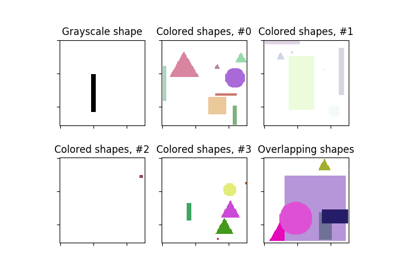 Grayscale shape
Colored shapes, #0
Colored shapes, #1
Colored shapes, #2
Colored shapes, #3
Overlapping shapes